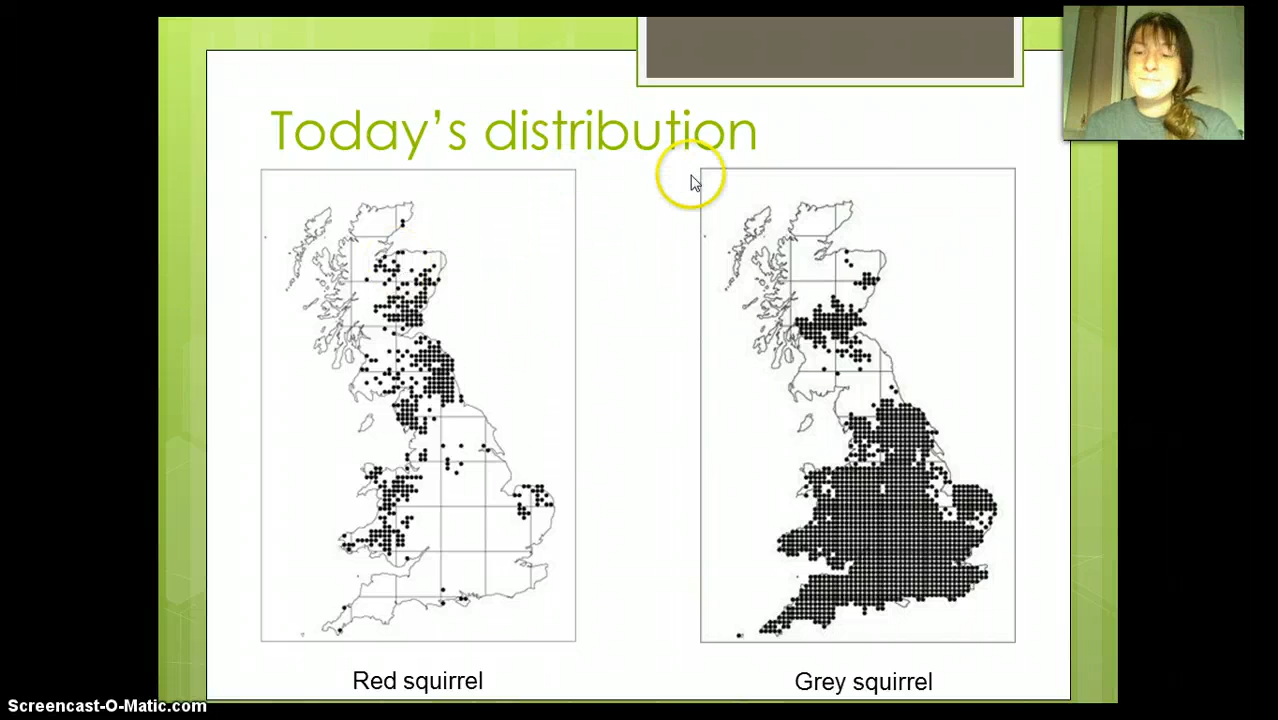 Today's distribution
Red squirrel
Grey squirrel
Screencast-O-Matic.com